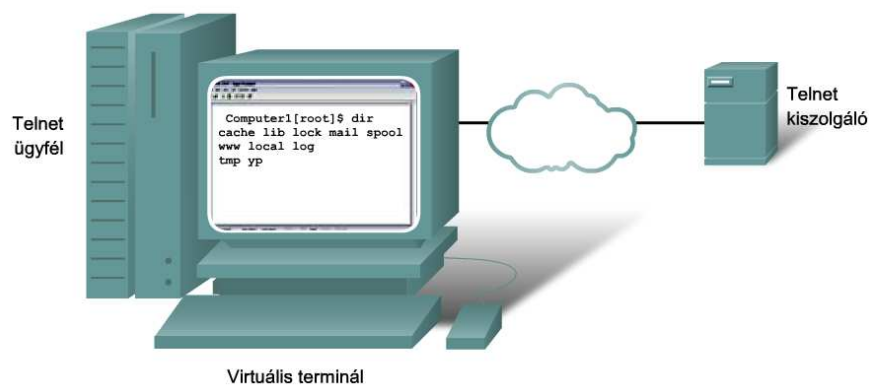 Telnet
ügyfél
Computer1[root]$ dir
cache lib lock mail spool
www local log
tmp yp
Telnet
kiszolgáló
Virtuális terminál